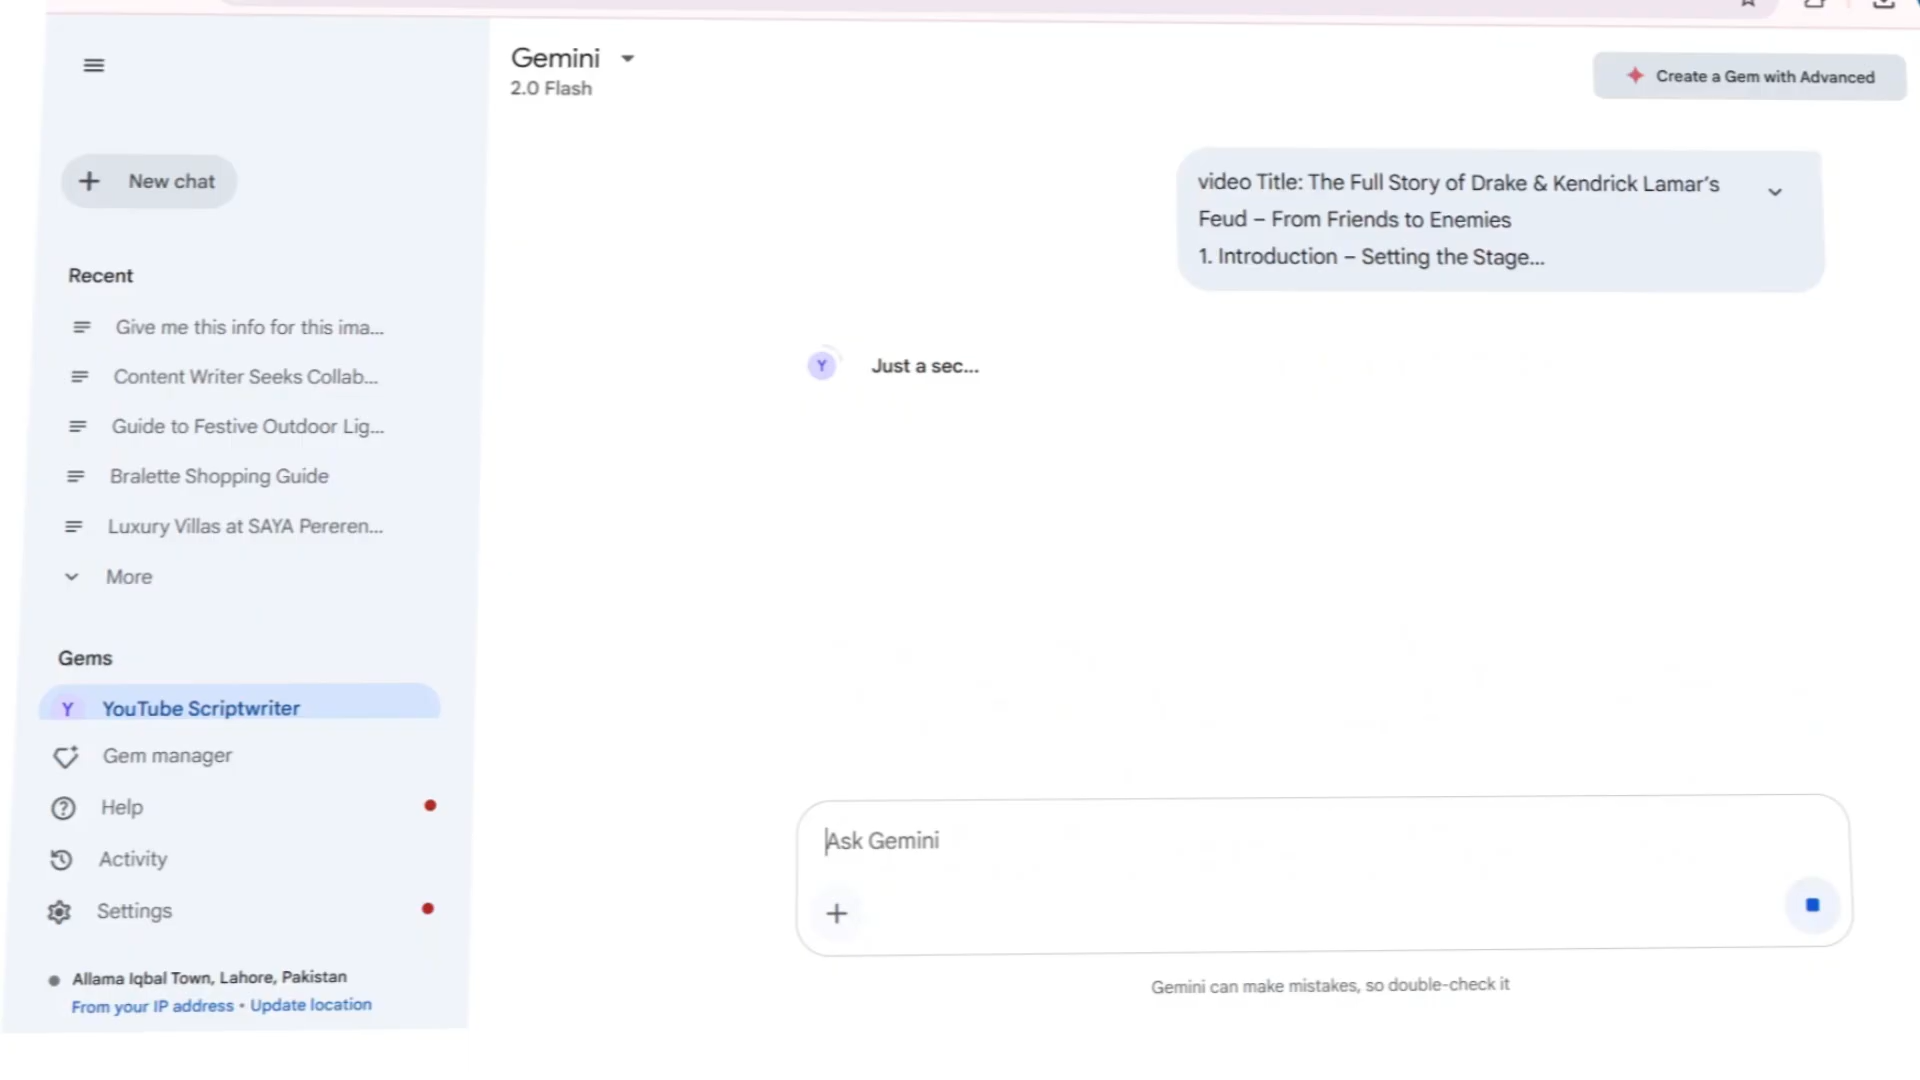 Gemini
2.0 Flash
Create a Gem with Advanced
New chat
video Title: The Full Story of Drake & Kendrick Lamar's
Feud – From Friends to Enemies
1. Introduction – Setting the Stage...
Recent
Give me this info for this ima...
Content Writer Seeks Collab...
Guide to Festive Outdoor Lig...
Bralette Shopping Guide
Luxury Villas at SAYA Pereren...
More
Y Just a sec...
Gems
Y YouTube Scriptwriter
Gem manager
Help
Activity
Settings
Allama Iqbal Town, Lahore, Pakistan
From your IP address • Update location
Ask Gemini
Gemini can make mistakes, so double-check it